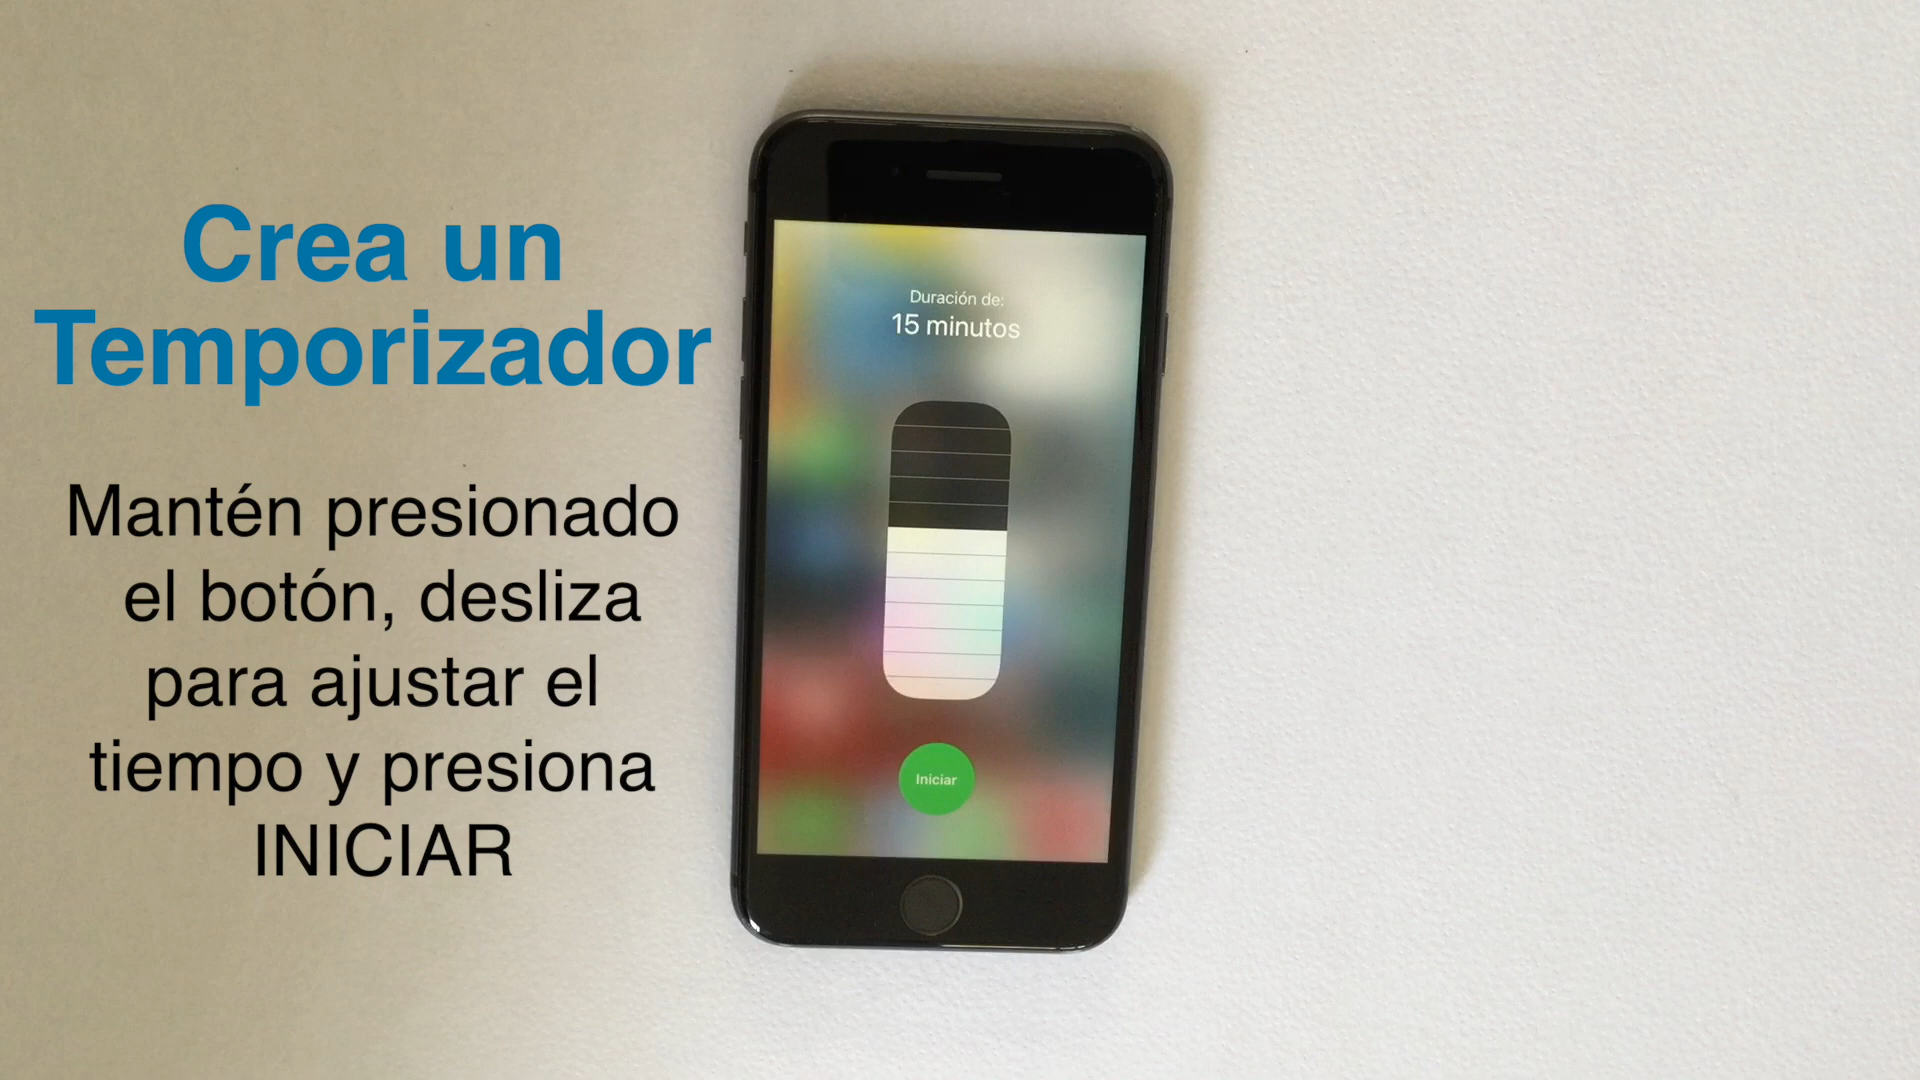 Crea un
Temporizador
Mantén presionado
el botón, desliza
para ajustar el
tiempo y presiona
INICIAR
Duración de:
15 minutos
Iniciar